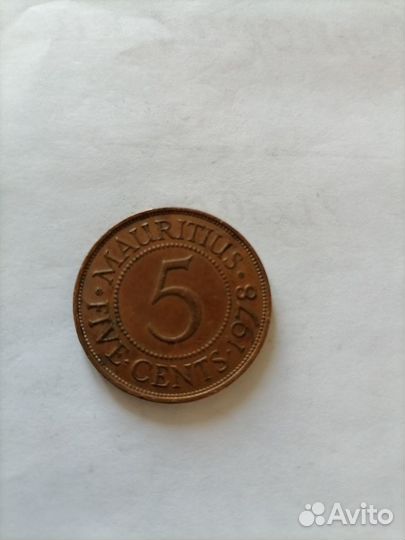 MAURITIUS
5
FIVE · CENTS · 1978
Avito